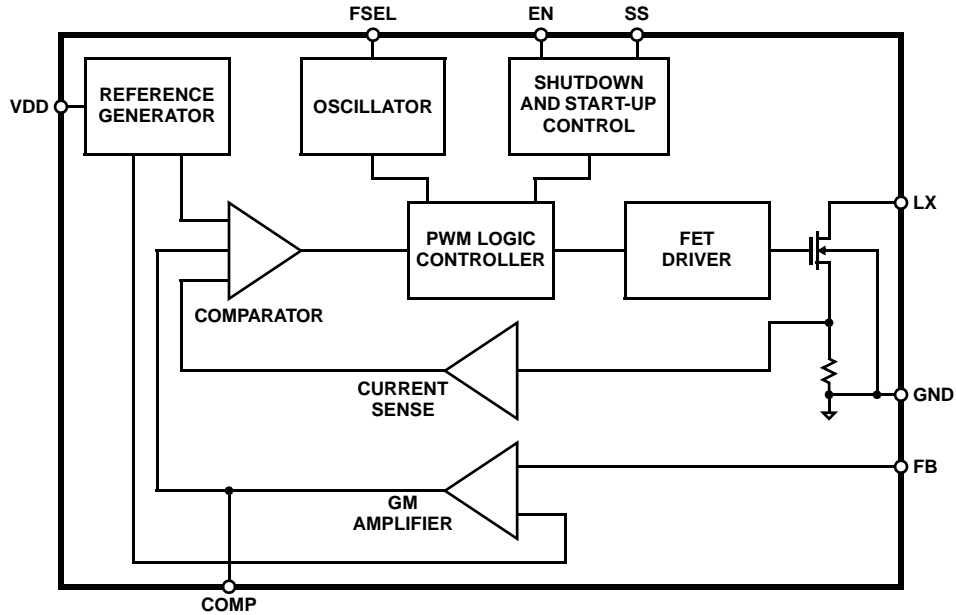 FSEL
EN
SS
VDD
REFERENCE
GENERATOR
OSCILLATOR
SHUTDOWN
AND START-UP
CONTROL
LX
PWM LOGIC
CONTROLLER
FET
DRIVER
COMPARATOR
CURRENT
SENSE
GND
FB
GM
AMPLIFIER
COMP